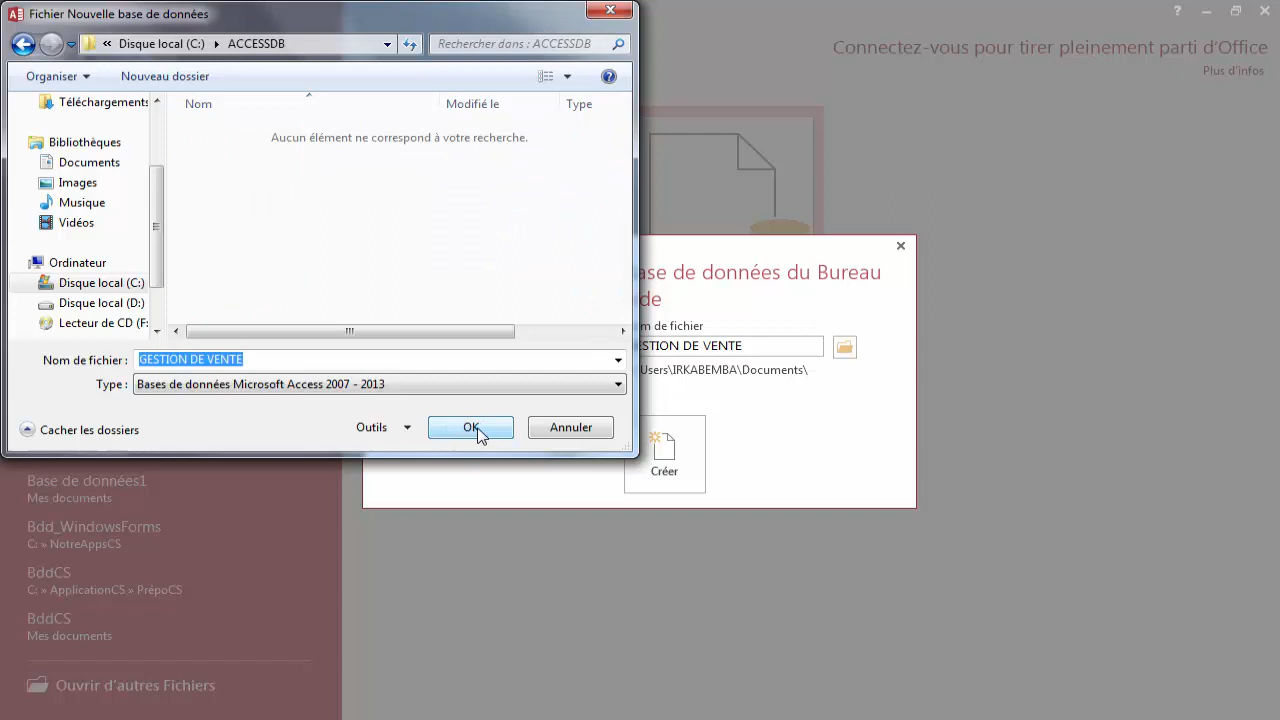 Fichier Nouvelle base de données
« Disque local (C:) ACCESSDB
Rechercher dans : ACCESSDB
Organiser
Nouveau dossier
Téléchargements
Bibliothèques
Documents
Images
Musique
Vidéos
Ordinateur
Disque local (C:)
Disque local (D:)
Lecteur de CD (F:
Nom
Modifié le
Type
Aucun élément ne correspond à votre recherche.
Nom de fichier :
GESTION DE VENTE
Type :
Bases de données Microsoft Access 2007 - 2013
Cacher les dossiers
Outils
OK
Annuler
?
Connectez-vous pour tirer pleinement parti d'Office
Plus d'infos
ase de données du Bureau
de
m de fichier
STION DE VENTE
Users\IRKABEMBA\Documents\
Créer
Base de données1
Mes documents
Bdd_WindowsForms
C: » NotreAppsCS
BddCS
C: » ApplicationCS » PrépoCS
BddCS
Mes documents
Ouvrir d'autres Fichiers